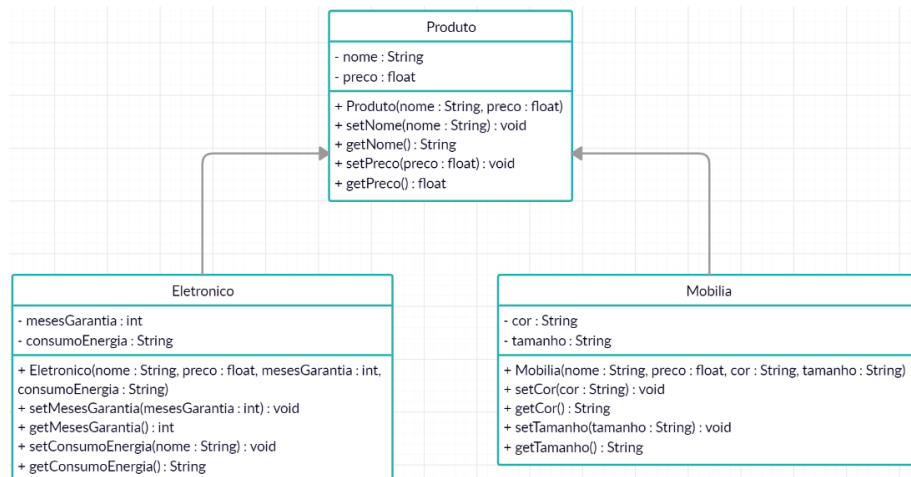 Produto
- nome : String
- preco : float
+ Produto(nome : String, preco : float)
+ setNome(nome : String) : void
+ getNome() : String
+ setPreco(preco : float) : void
+ getPreco() : float
Eletronico
- mesesGarantia : int
- consumoEnergia : String
+ Eletronico(nome : String, preco : float, mesesGarantia : int,
consumoEnergia : String)
+ setMesesGarantia(mesesGarantia : int) : void
+ getMesesGarantia() : int
+ setConsumoEnergia(nome : String) : void
+ getConsumoEnergia() : String
Mobilia
- cor : String
- tamanho : String
+ Mobilia(nome : String, preco : float, cor : String, tamanho : String)
+ setCor(cor : String) : void
+ getCor() : String
+ setTamanho(tamanho : String) : void
+ getTamanho() : String